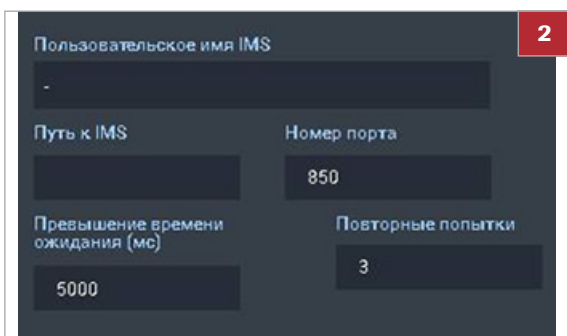 2
Пользовательское имя IMS
-
Путь к IMS Номер порта
850
Превышение времени ожидания (мс) Повторные попытки
5000 3